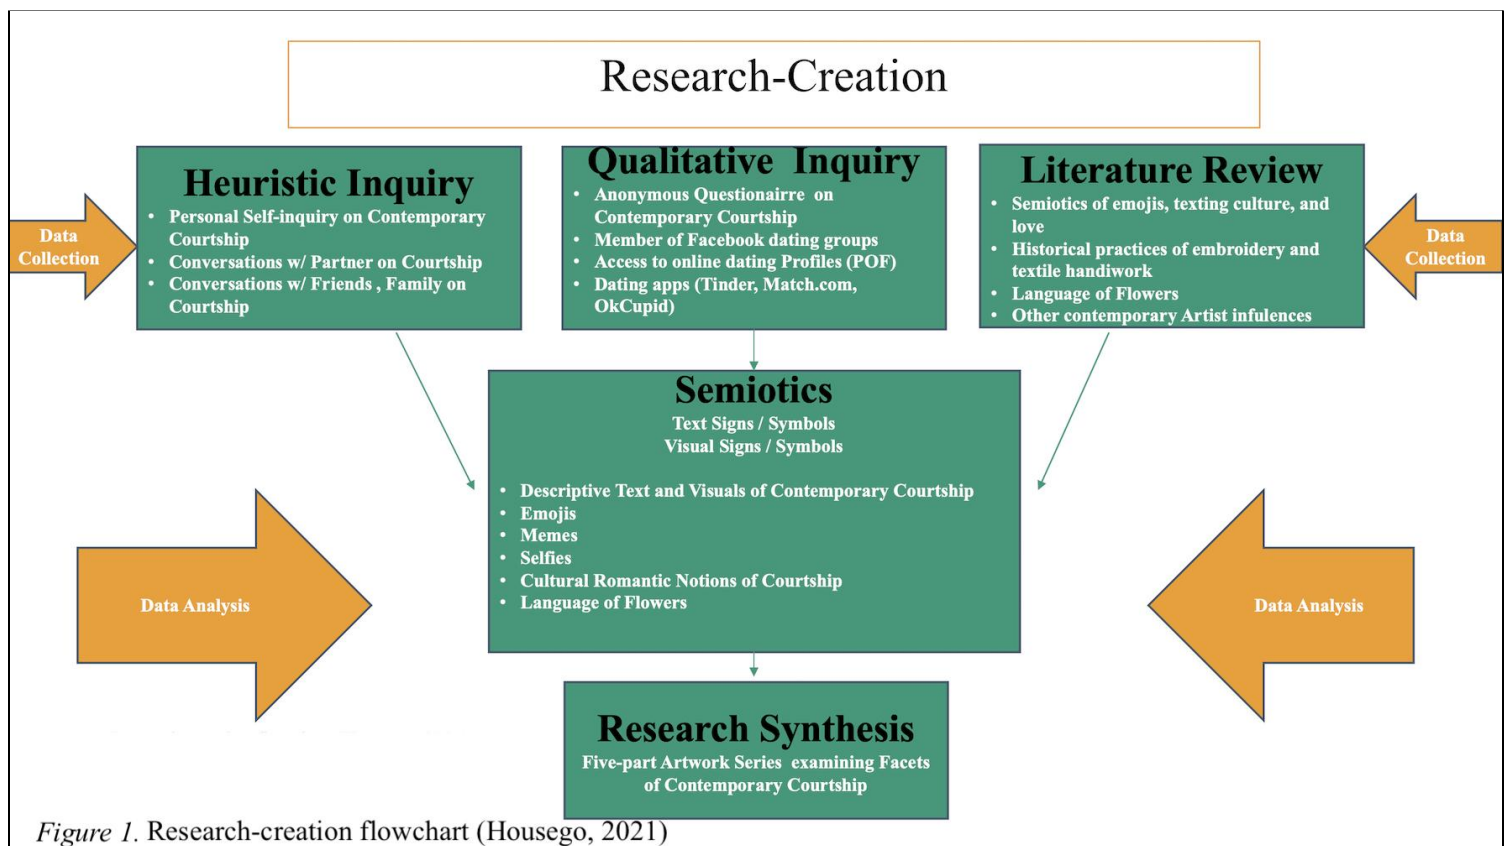 Research-Creation
Heuristic Inquiry
• Personal Self-inquiry on Contemporary
Courtship
• Conversations w/ Partner on Courtship
• Conversations w/ Friends , Family on
Courtship
Qualitative  Inquiry
• Anonymous Questionairre  on
Contemporary Courtship
• Member of Facebook dating groups
• Access to online dating Profiles (POF)
• Dating apps (Tinder, Match.com,
OkCupid)
Literature Review
• Semiotics of emojis, texting culture, and
love
• Historical practices of embroidery and
textile handiwork
• Language of Flowers
• Other contemporary Artist infulences
Data
Collection
Data
Collection
Semiotics
Text Signs / Symbols
Visual Signs / Symbols
• Descriptive Text and Visuals of Contemporary Courtship
• Emojis
• Memes
• Selfies
• Cultural Romantic Notions of Courtship
• Language of Flowers
Data Analysis
Data Analysis
Research Synthesis
Five-part Artwork Series  examining Facets
of Contemporary Courtship
Figure 1. Research-creation flowchart (Housego, 2021)